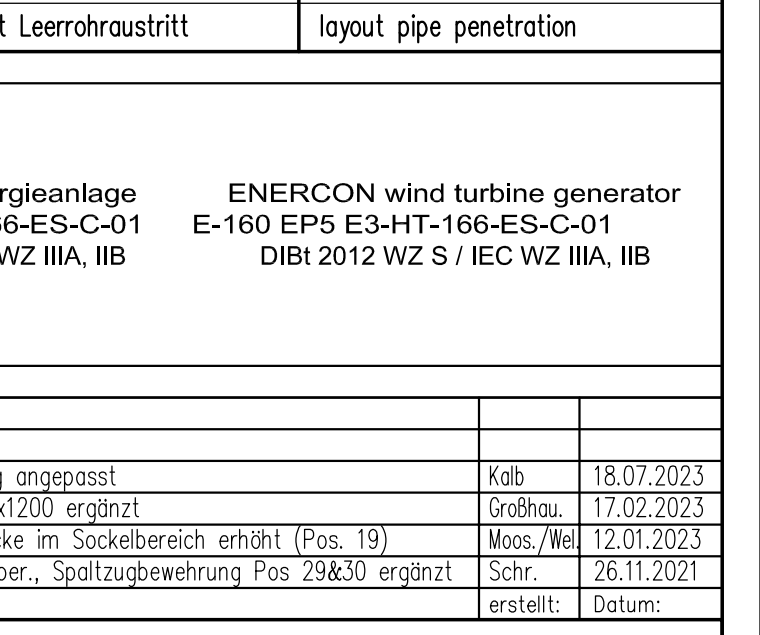 t Leerrohraustritt layout pipe penetration
rgieanlage ENERCON wind turbine generator
66-ES-C-01 E-160 EP5 E3-HT-166-ES-C-01
WZ IIIA, IIB DIBt 2012 WZ S / IEC WZ IIIA, IIB
g angepasst Kalb 18.07.2023
x1200 ergänzt Großhau. 17.02.2023
cke im Sockelbereich erhöht (Pos. 19) Moos./Wel. 12.01.2023
ber., Spaltzugbewehrung Pos 29&30 ergänzt Schr. 26.11.2021
erstellt: Datum: